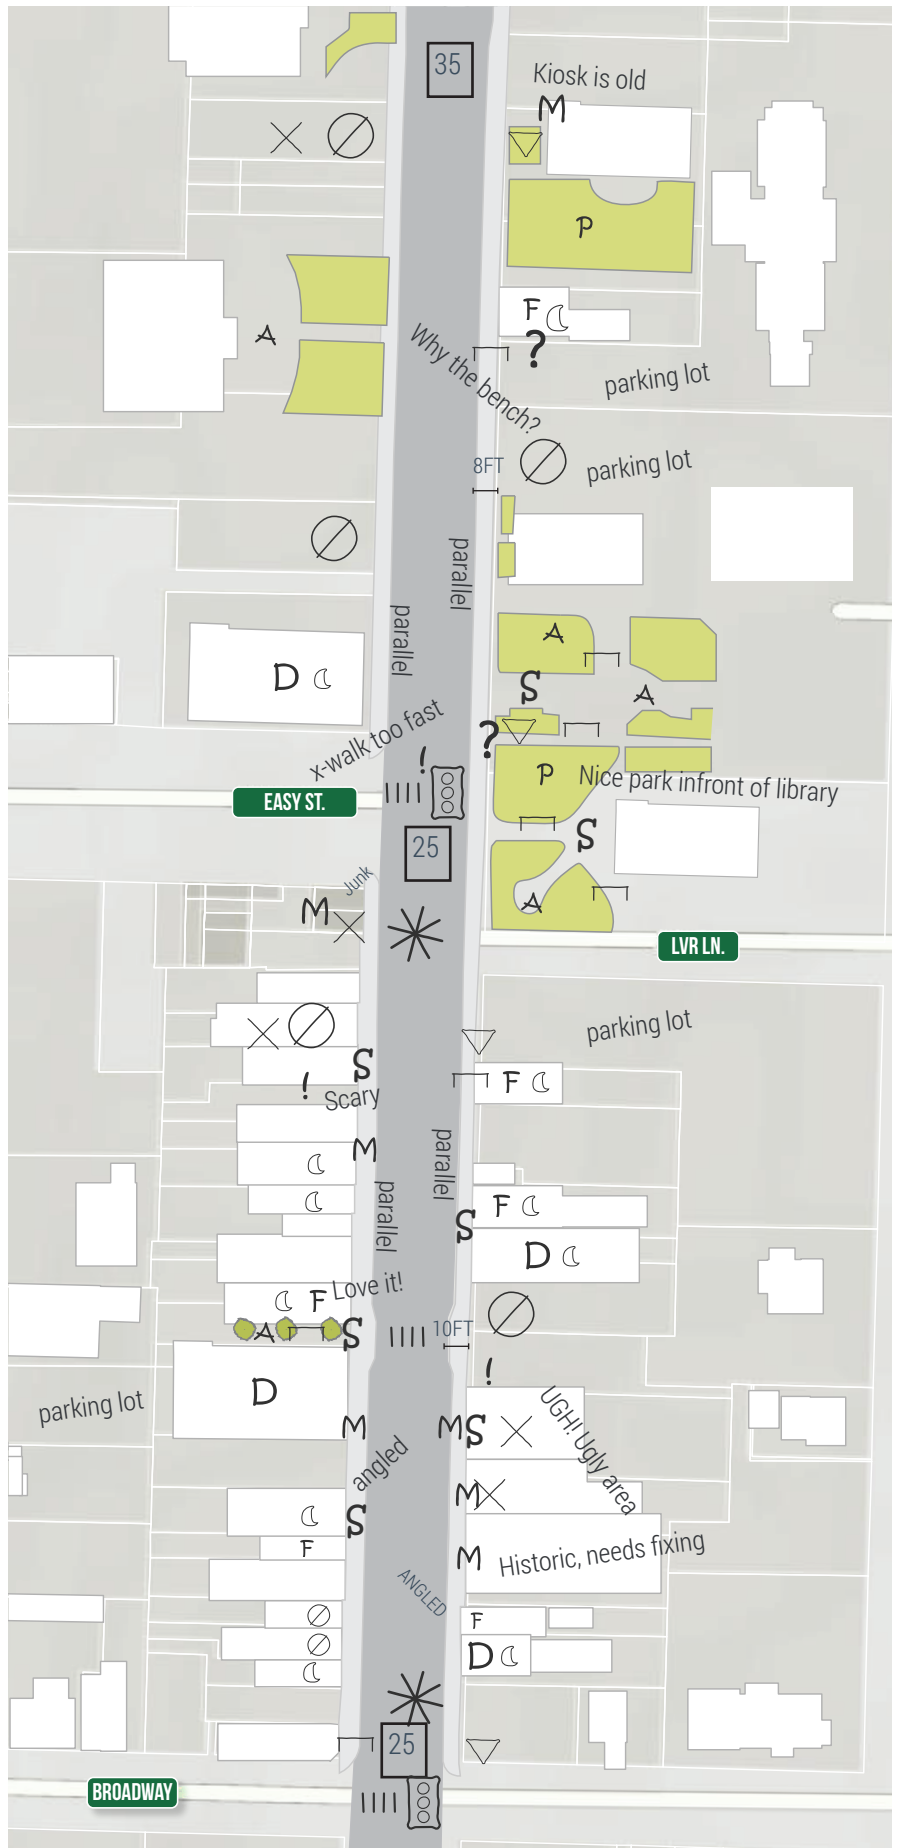 35
Kiosk is old
M
P
F
?
Why the bench?
parking lot
8FT
parking lot
parallel
parallel
A
A
S
A
D
x-walk too fast
!
?
P
Nice park infront of library
EASY ST.
25
S
Junk
M
A
LVR LN.
parking lot
S
F
!
Scary
M
parallel
parallel
F
S
D
Love it!
F
A
S
10FT
D
!
parking lot
M
M
S
UGH! Ugly area
angled
M
S
F
M
Historic, needs fixing
ANGLED
F
D
25
BROADWAY